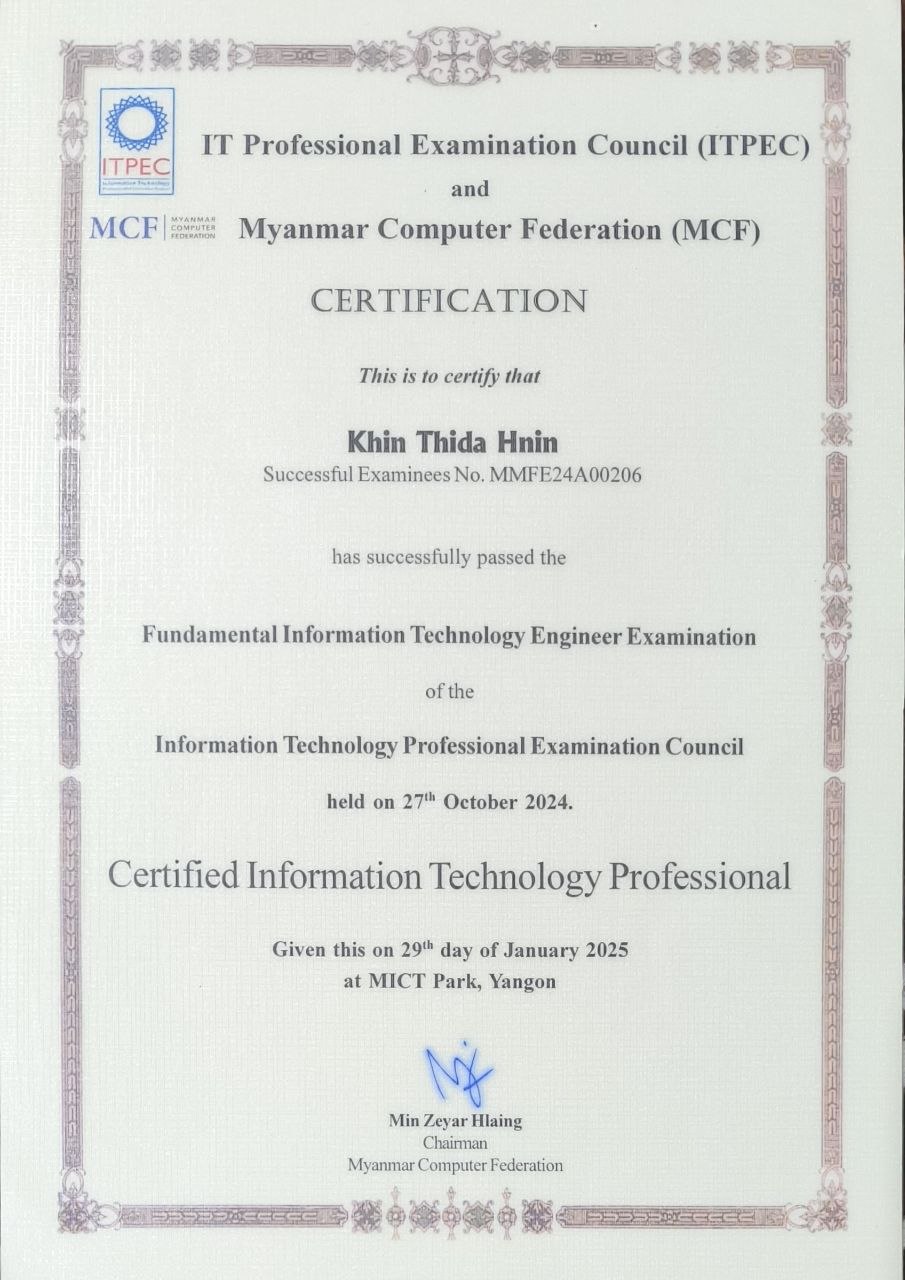 ITPEC
Information Technology
IT Professional Examination Council (ITPEC)
and
MCF MYANMAR COMPUTER FEDERATION
Myanmar Computer Federation (MCF)
CERTIFICATION
This is to certify that
Khin Thida Hnin
Successful Examinees No. MMFE24A00206
has successfully passed the
Fundamental Information Technology Engineer Examination
of the
Information Technology Professional Examination Council
held on 27th October 2024.
Certified Information Technology Professional
Given this on 29th day of January 2025
at MICT Park, Yangon
Min Zeyar Hlaing
Chairman
Myanmar Computer Federation